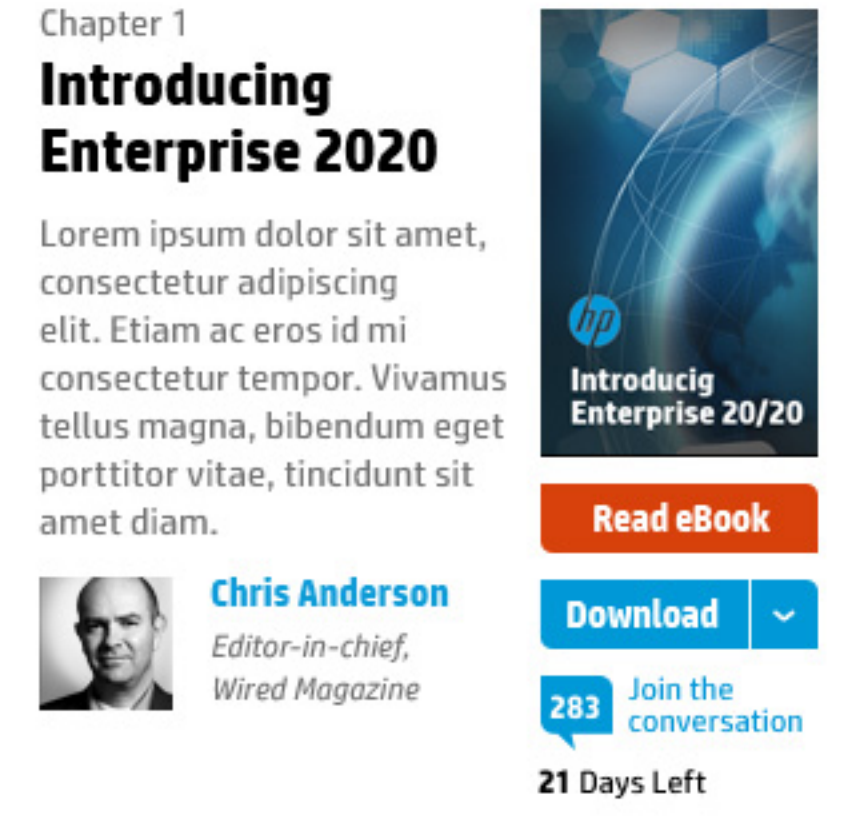 Chapter 1
Introducing
Enterprise 2020
Lorem ipsum dolor sit amet,
consectetur adipiscing
elit. Etiam ac eros id mi
consectetur tempor. Vivamus
tellus magna, bibendum eget
porttitor vitae, tincidunt sit
amet diam.
Chris Anderson
Editor-in-chief,
Wired Magazine
hp
Introducig
Enterprise 20/20
Read eBook
Download
283
Join the
conversation
21 Days Left